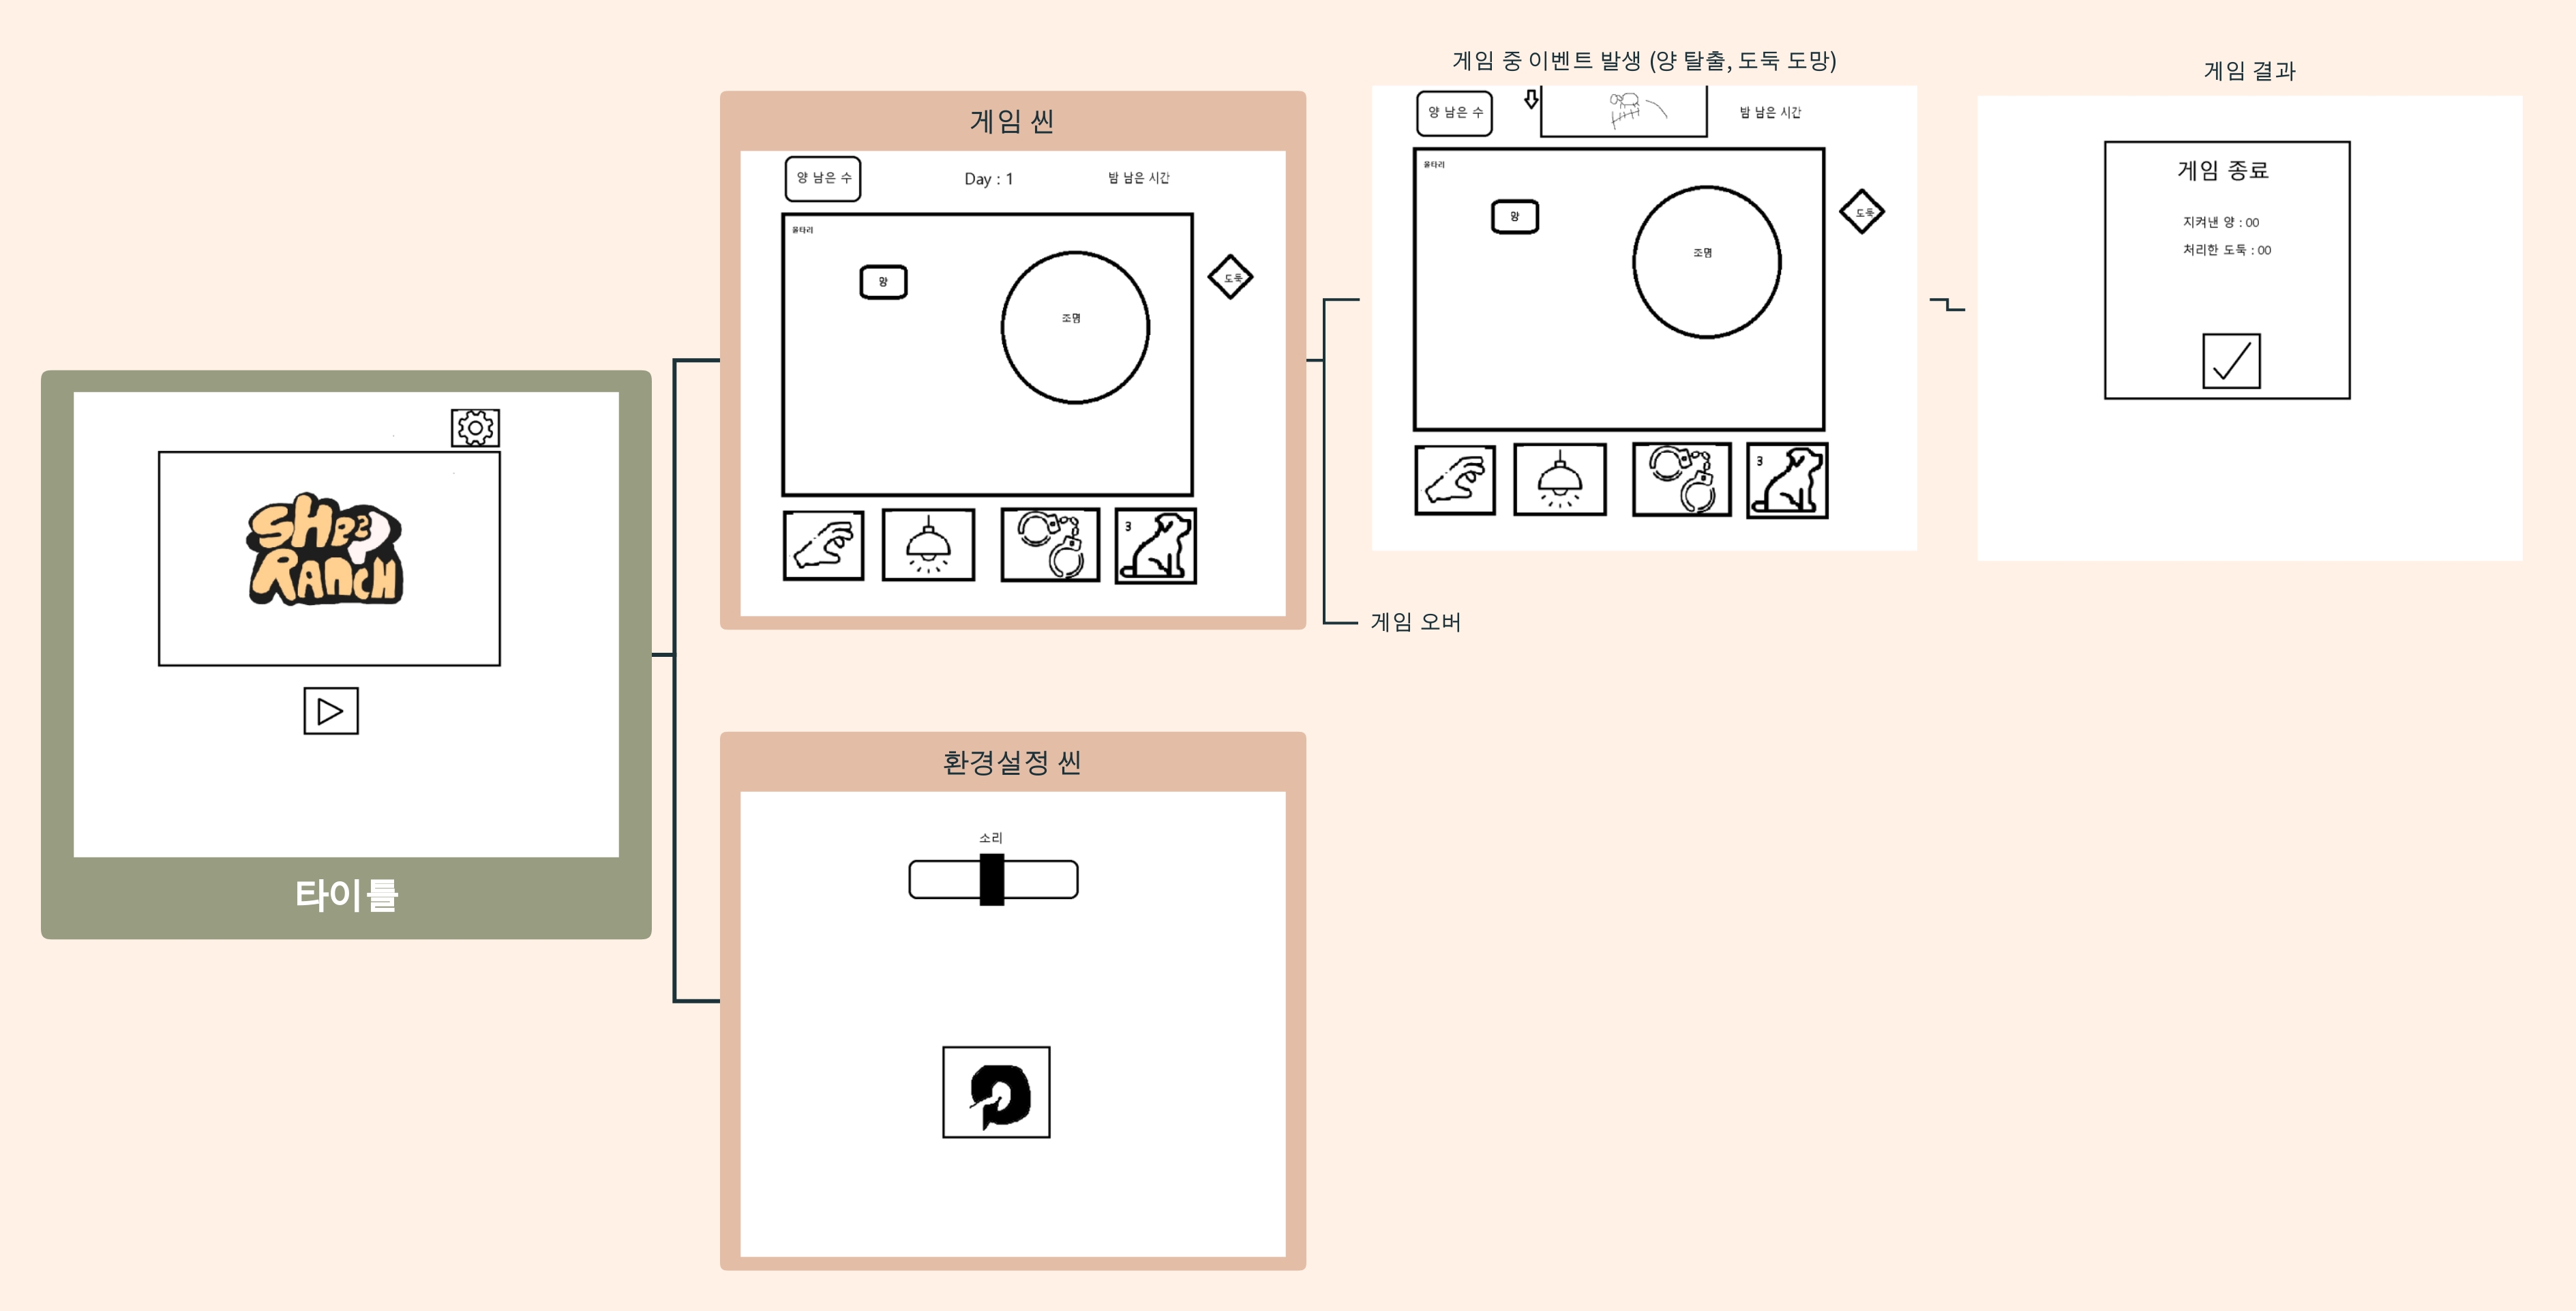 타이틀
SHEEP
RANCH
게임 씬
양 남은 수
Day : 1
밤 남은 시간
울타리
양
조명
도둑
3
환경설정 씬
소리
게임 중 이벤트 발생 (양 탈출, 도둑 도망)
양 남은 수
밤 남은 시간
울타리
양
조명
도둑
3
게임 오버
게임 결과
게임 종료
지켜낸 양 : 00
처리한 도둑 : 00